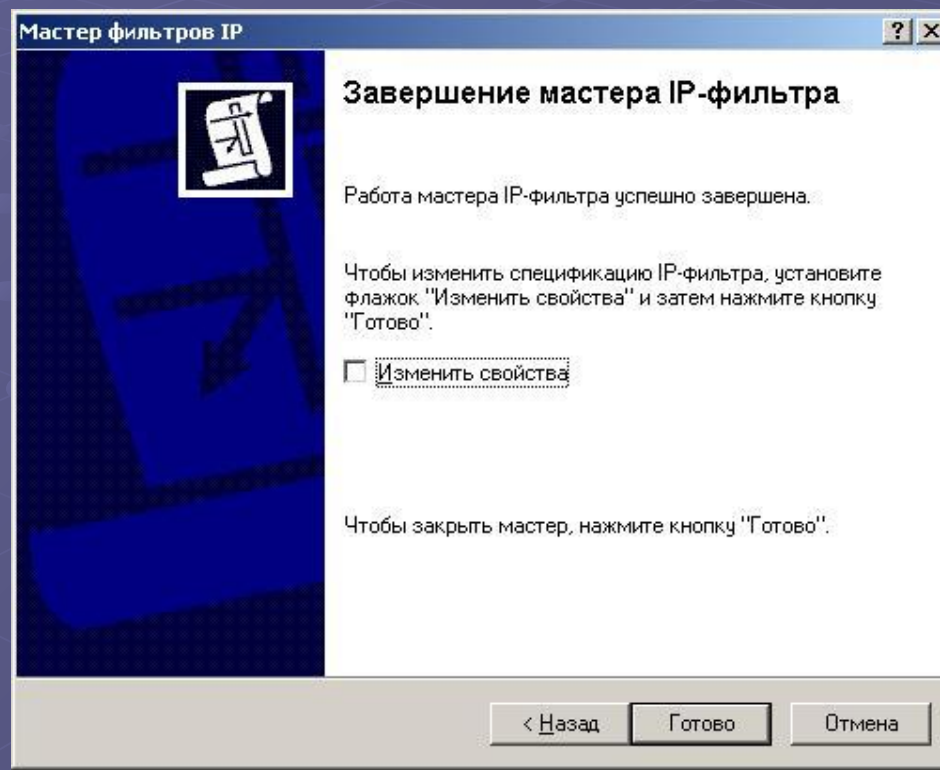 Мастер фильтров IP
Завершение мастера IP-фильтра
Работа мастера IP-фильтра успешно завершена.
Чтобы изменить спецификацию IP-фильтра, установите
флажок "Изменить свойства" и затем нажмите кнопку
"Готово".
Изменить свойства
Чтобы закрыть мастер, нажмите кнопку "Готово".
< Назад Готово Отмена